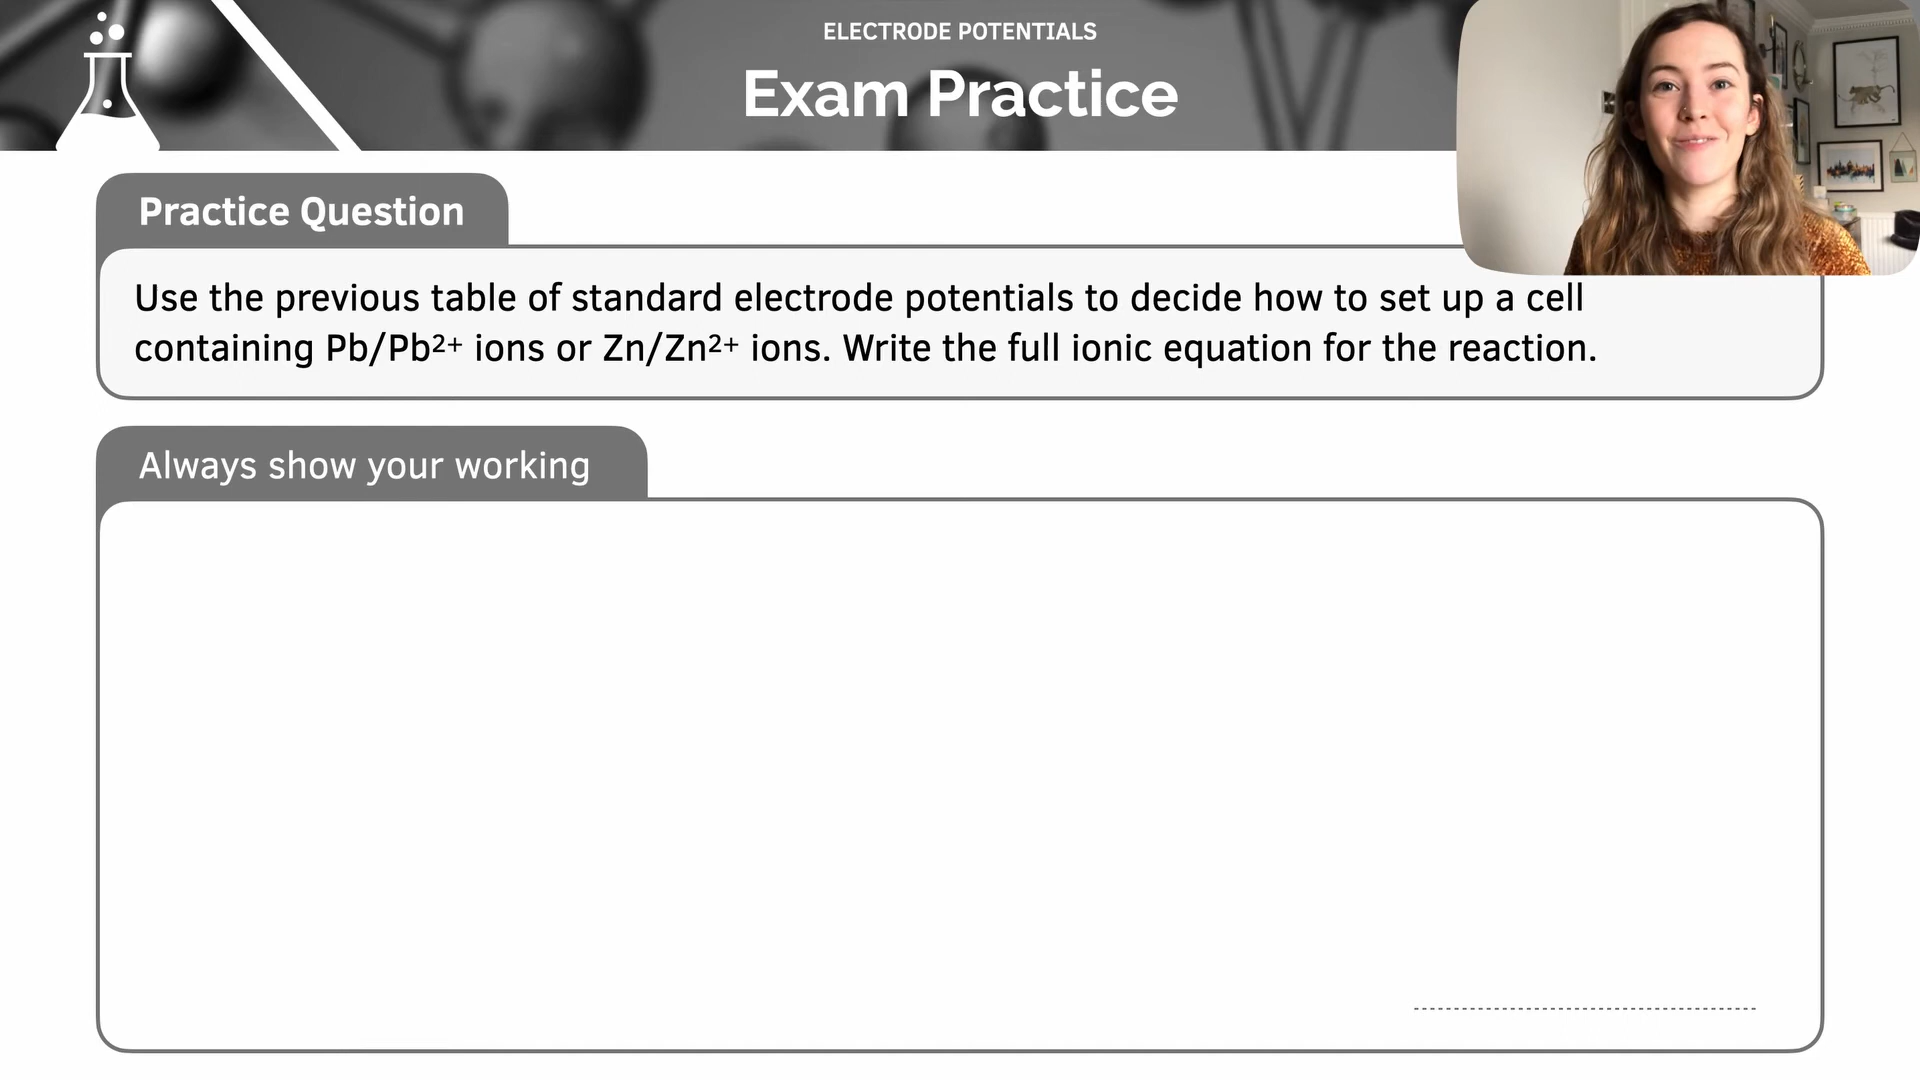 ELECTRODE POTENTIALS
Exam Practice
Practice Question
Use the previous table of standard electrode potentials to decide how to set up a cell
containing Pb/Pb²⁺ ions or Zn/Zn²⁺ ions. Write the full ionic equation for the reaction.
Always show your working